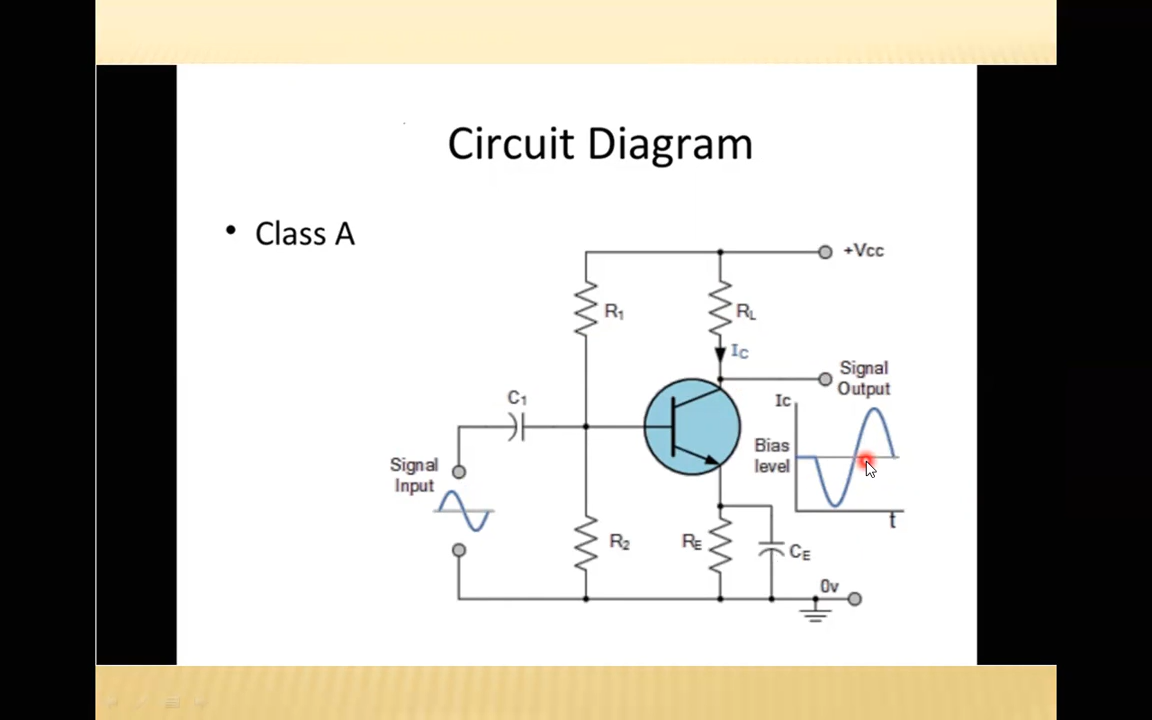 Circuit Diagram
• Class A
+Vcc
R1
RL
Ic
Signal
Output
C1
Ic
Bias
level
Signal
Input
t
R2
RE
CE
0v